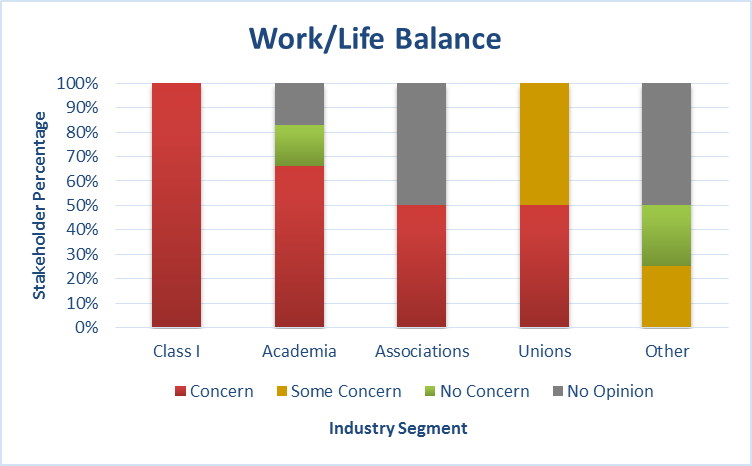 Work/Life Balance
Stakeholder Percentage
100%
90%
80%
70%
60%
50%
40%
30%
20%
10%
0%
Class I Academia Associations Unions Other
Concern Some Concern No Concern No Opinion
Industry Segment